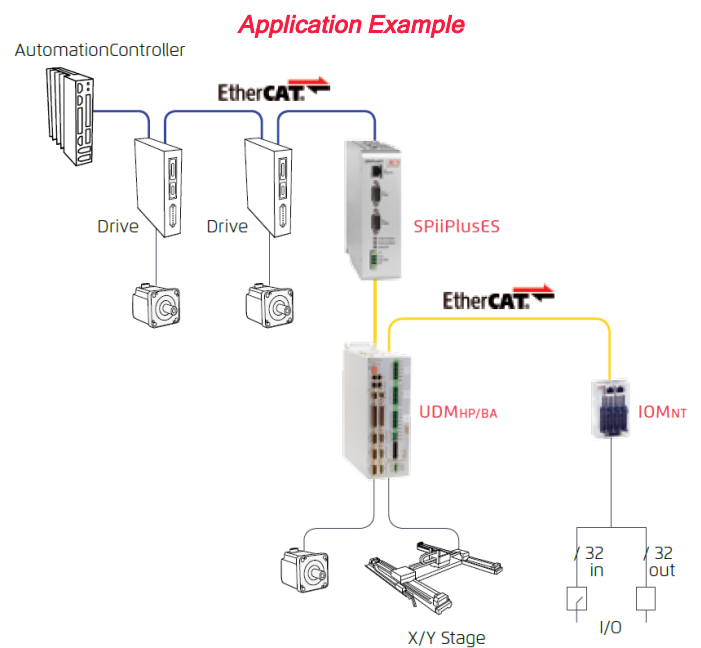 Application Example
AutomationController
EtherCAT
Drive
Drive
SPiiPlusES
EtherCAT
UDMHP/BA
IOMNT
/ 32
in
/ 32
out
I/O
X/Y Stage